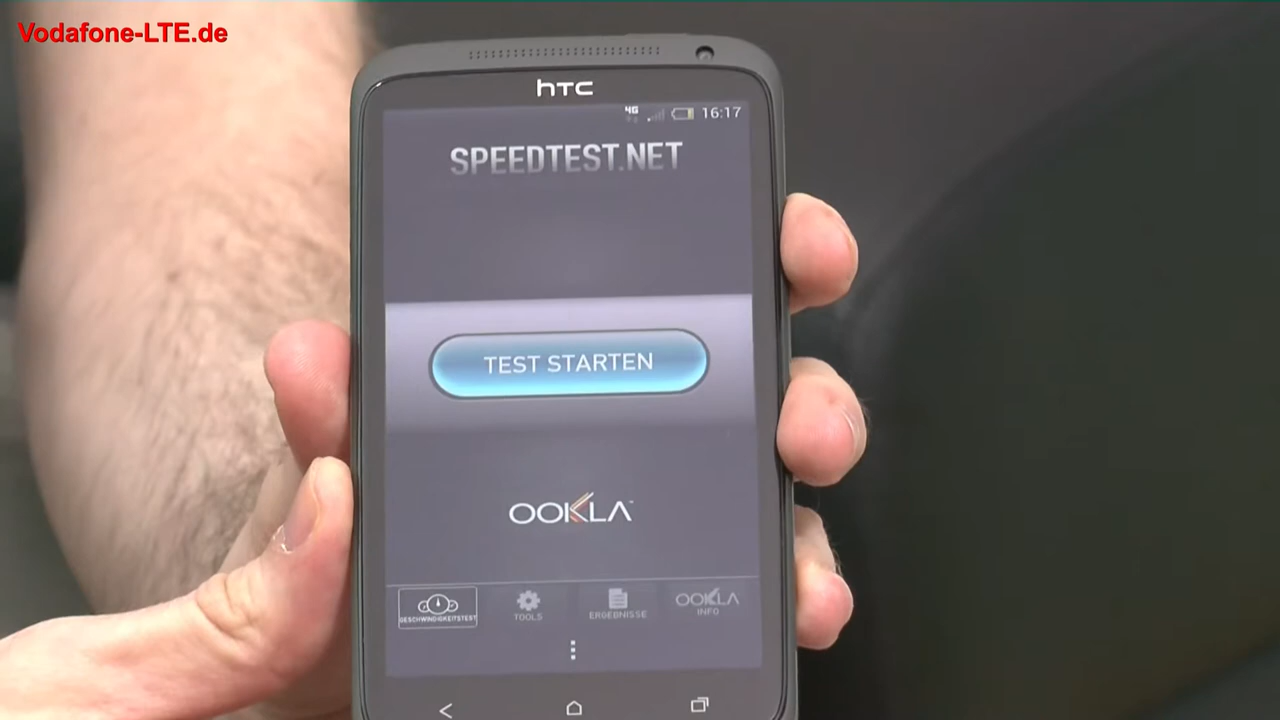 Vodafone-LTE.de
hTC
4G
16:17
SPEEDTEST.NET
TEST STARTEN
OOKLA
GESCHWINDIGKEITSTEST
TOOLS
ERGEBNISSE
OOKLA
INFO